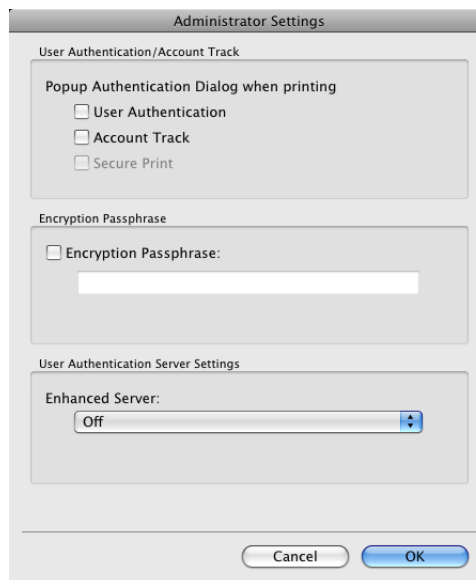 Administrator Settings
User Authentication/Account Track
Popup Authentication Dialog when printing
User Authentication
Account Track
Secure Print
Encryption Passphrase
Encryption Passphrase:
User Authentication Server Settings
Enhanced Server:
Off
Cancel
OK